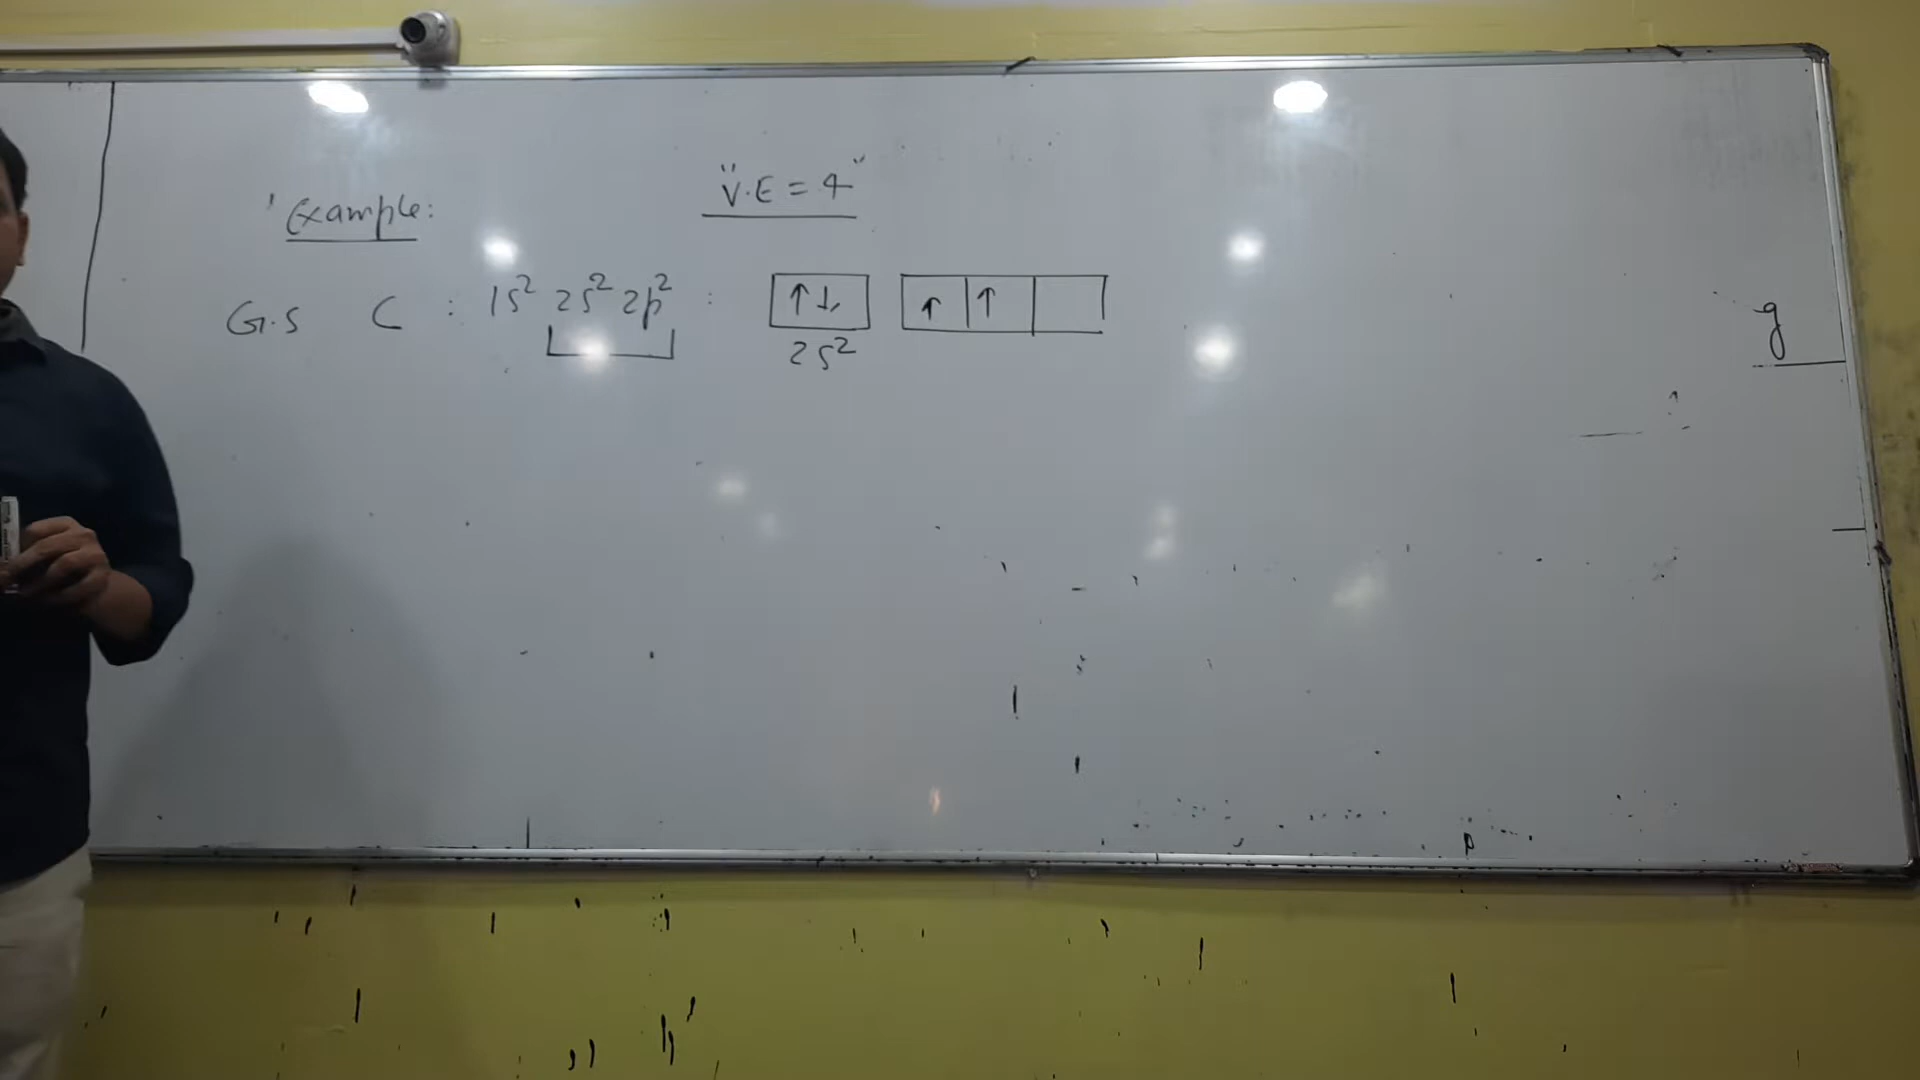 "V.E = 4"
Example:
G.S C : 1s² 2s² 2p² : ↑↓ ↑ ↑
2s²
g